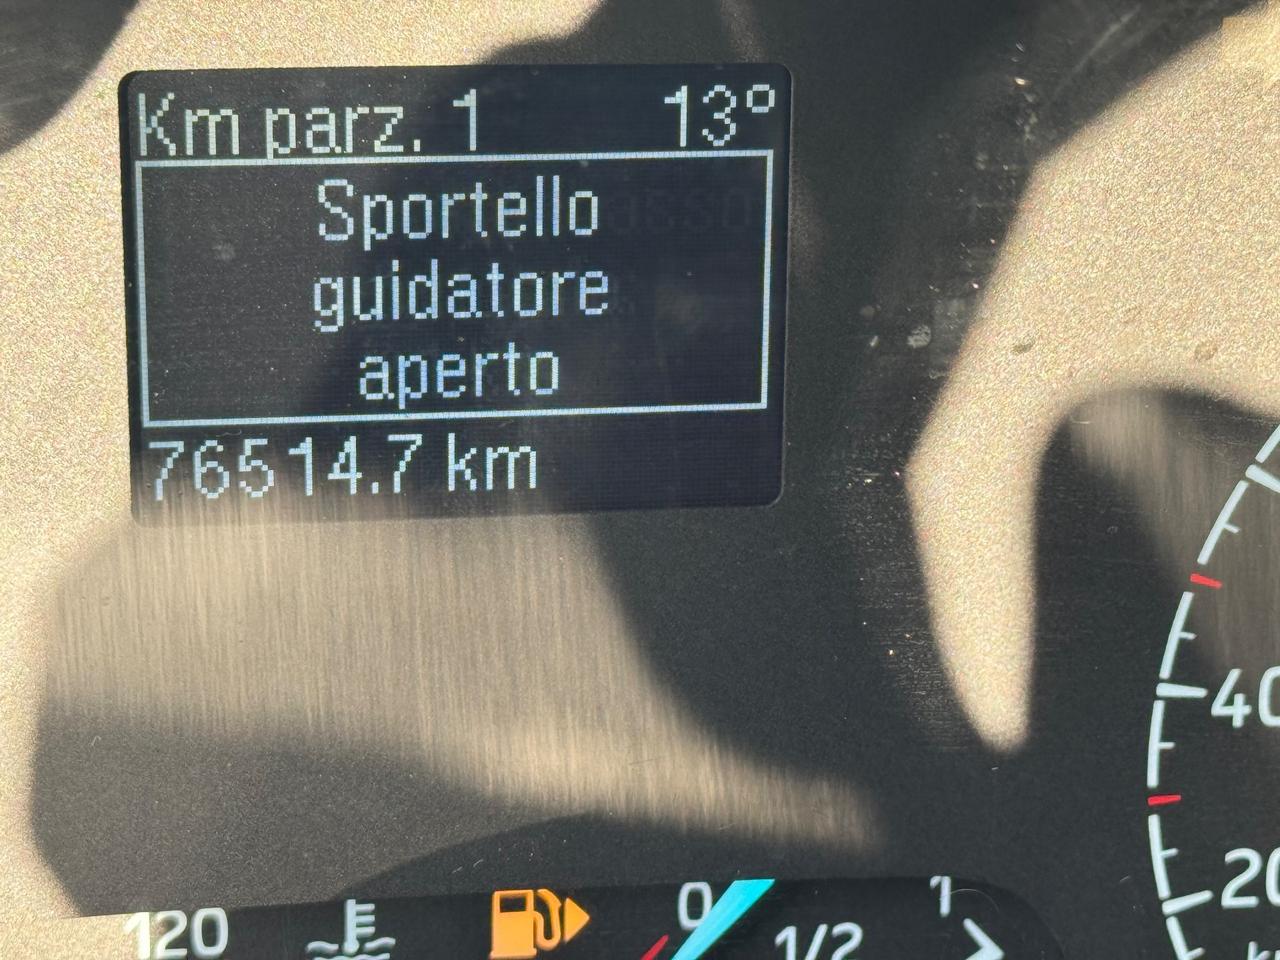 Km parz. 1 13°
Sportello
guidatore
aperto
76514.7 km
40
20
120
0
1/2
1